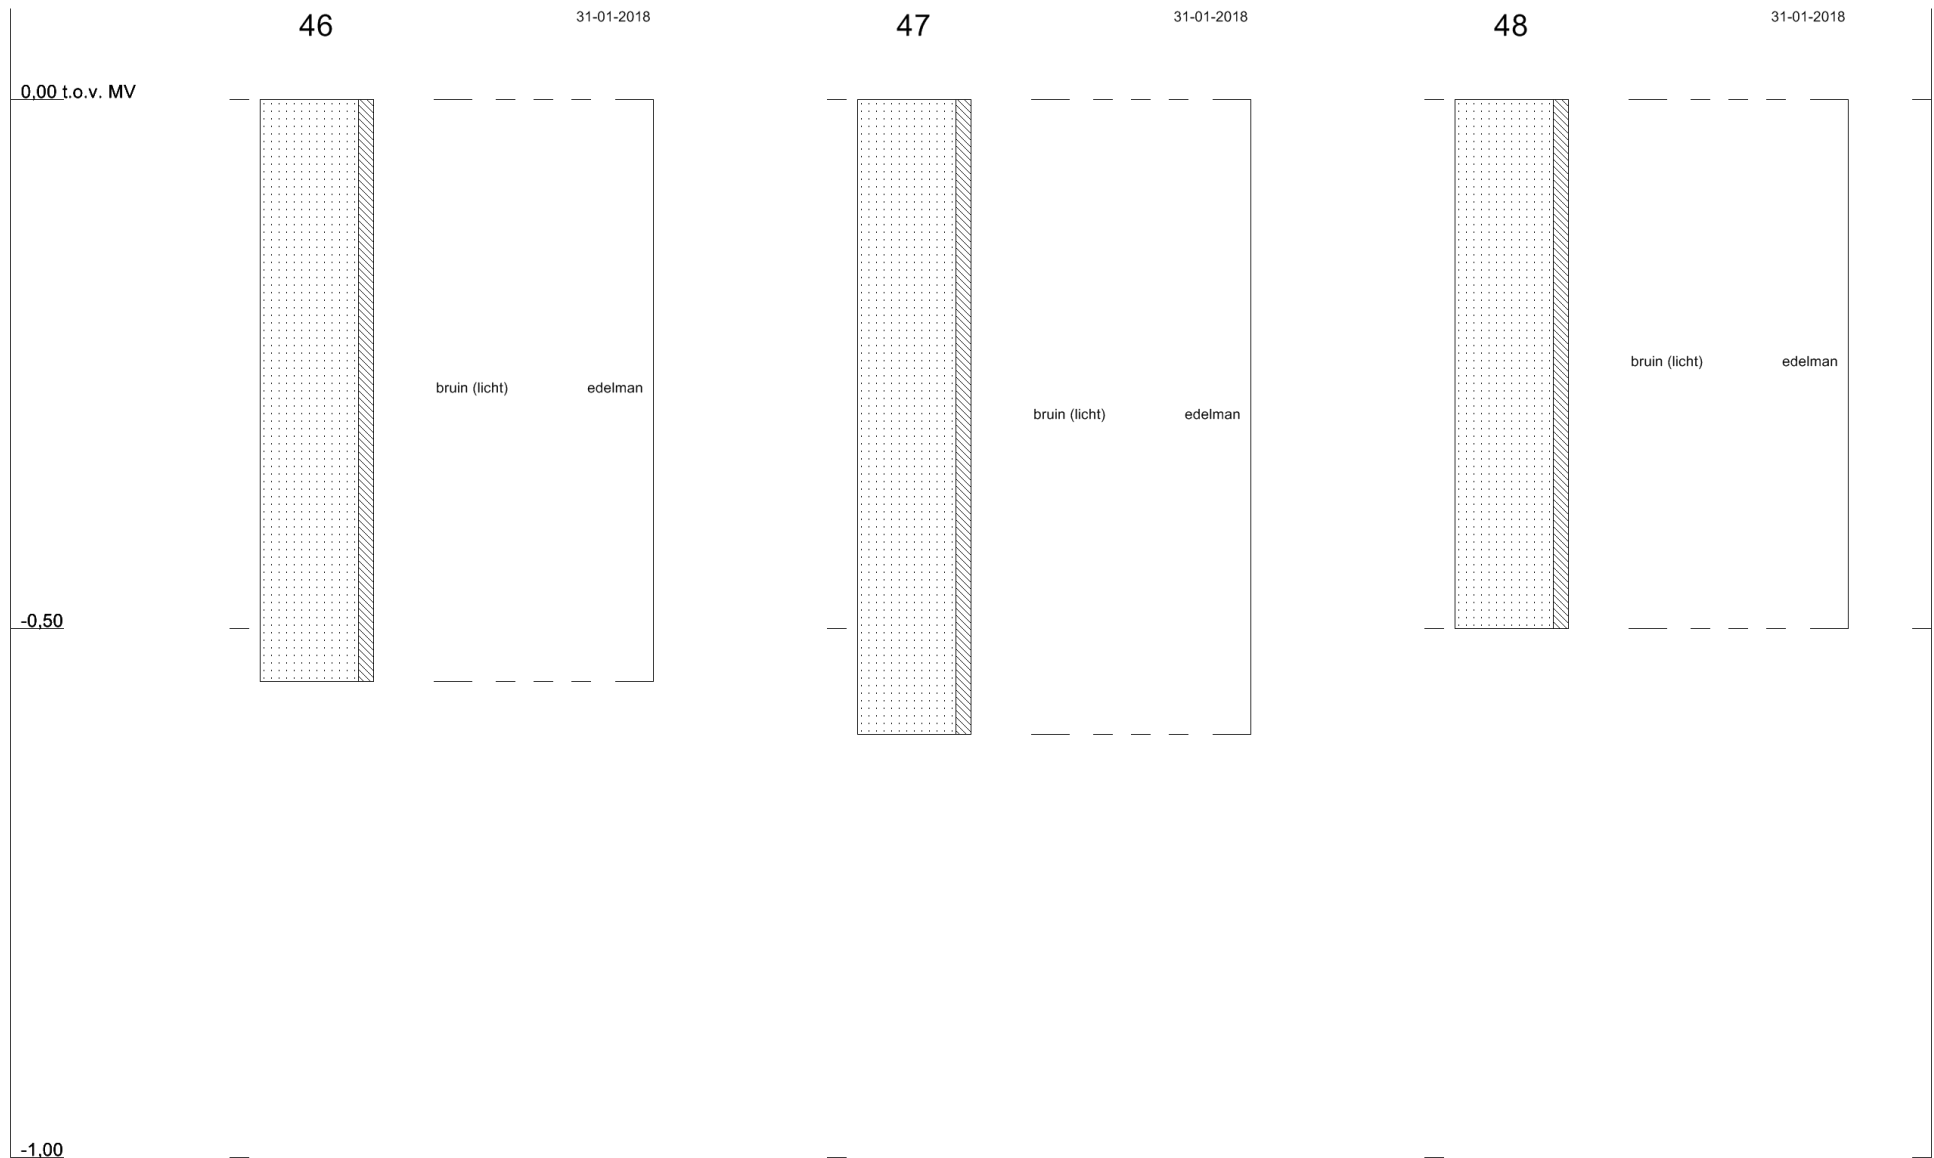 46 31-01-2018 47 31-01-2018 48 31-01-2018
0,00 t.o.v. MV
bruin (licht) edelman
bruin (licht) edelman
bruin (licht) edelman
-0,50
-1,00